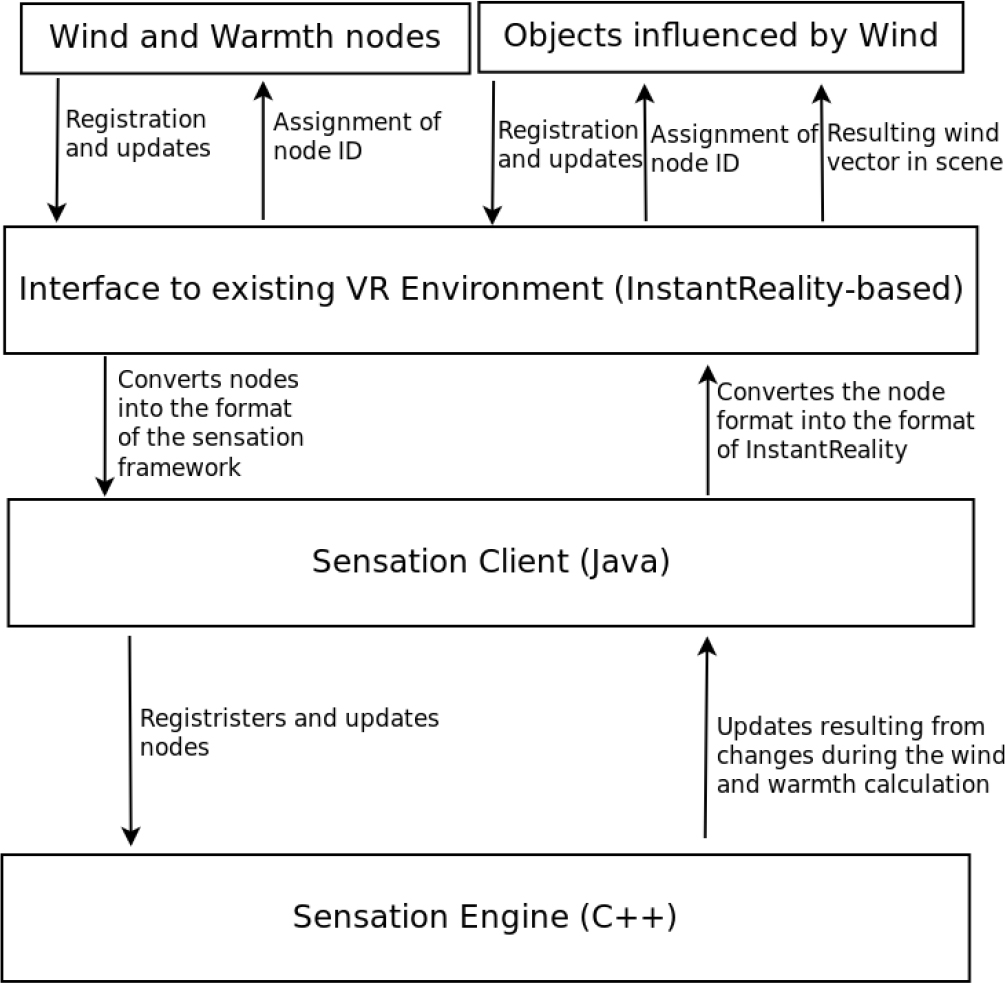 Wind and Warmth nodes
Objects influenced by Wind
Registration
and updates
Assignment of
node ID
Registration
and updates
Assignment of
node ID
Resulting wind
vector in scene
Interface to existing VR Environment (InstantReality-based)
Converts nodes
into the format
of the sensation
framework
Convertes the node
format into the format
of InstantReality
Sensation Client (Java)
Registristers and updates
nodes
Updates resulting from
changes during the wind
and warmth calculation
Sensation Engine (C++)